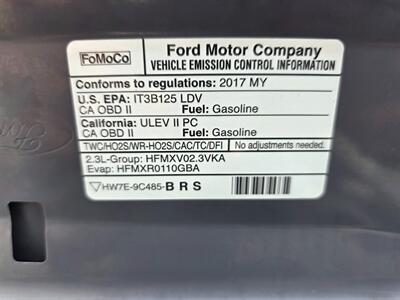 FoMoCo
Ford Motor Company
VEHICLE EMISSION CONTROL INFORMATION
Conforms to regulations: 2017 MY
U.S. EPA: IT3B125 LDV
CA OBD II Fuel: Gasoline
California: ULEV II PC
CA OBD II Fuel: Gasoline
TWC/HO2S/WR-HO2S/CAC/TC/DFI No adjustments needed.
2.3L-Group: HFMXV02.3VKA
Evap: HFMXR0110GBA
HW7E-9C485-BRS